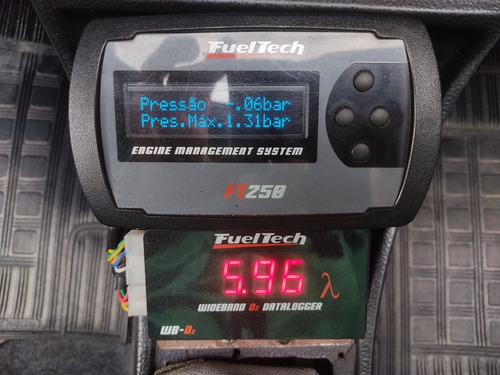 FuelTech
Pressão -.06bar
Pres.Máx.1.31bar
ENGINE MANAGEMENT SYSTEM
FT250
FuelTech
5.96 λ
WIDEBAND O2 DATALOGGER
WB-O2